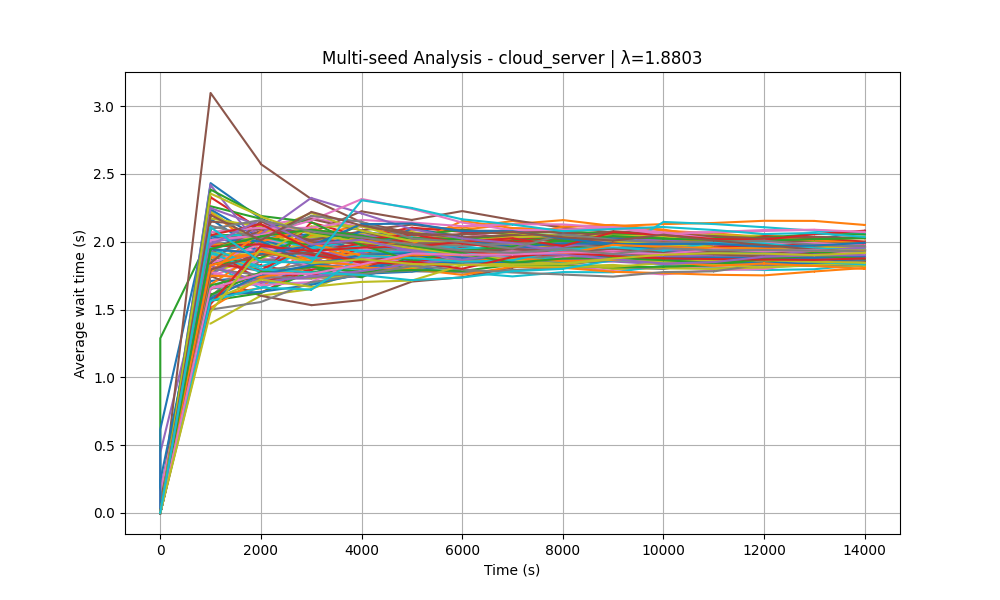 Multi-seed Analysis - cloud_server | λ=1.8803
Average wait time (s)
3.0
2.5
2.0
1.5
1.0
0.5
0.0
0 2000 4000 6000 8000 10000 12000 14000
Time (s)